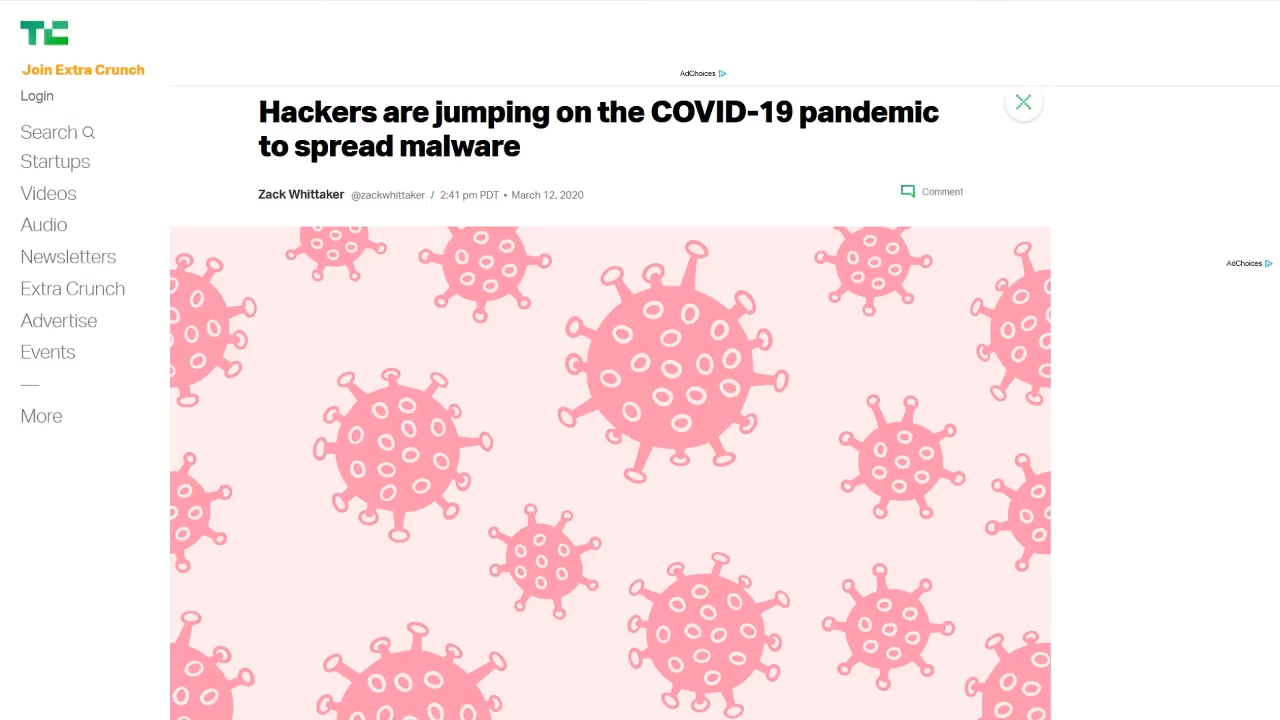 TC
Join Extra Crunch
Login
Search
Startups
Videos
Audio
Newsletters
Extra Crunch
Advertise
Events
—
More
AdChoices
Hackers are jumping on the COVID-19 pandemic
to spread malware
Zack Whittaker @zackwhittaker / 2:41 pm PDT • March 12, 2020
Comment
AdChoices